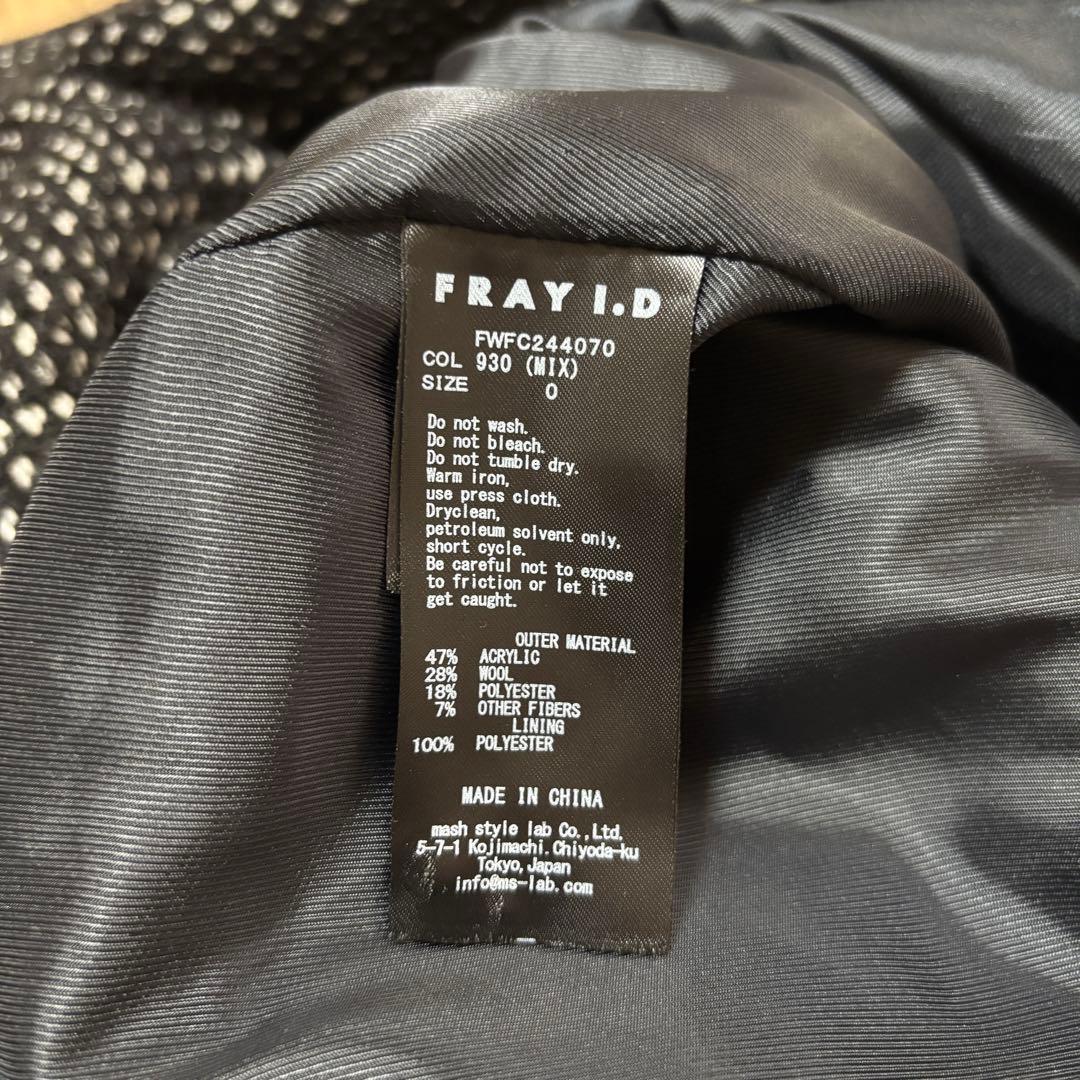 FRAY I.D
FWFC244070
COL 930 (MIX)
SIZE 0
Do not wash.
Do not bleach.
Do not tumble dry.
Warm iron,
use press cloth.
Dryclean,
petroleum solvent only,
short cycle.
Be careful not to expose
to friction or let it
get caught.
OUTER MATERIAL
47% ACRYLIC
28% WOOL
18% POLYESTER
7% OTHER FIBERS
LINING
100% POLYESTER
MADE IN CHINA
mash style lab Co.,Ltd,
5-7-1 Kojimachi.Chiyoda-ku
Tokyo,Japan
info@ms-lab.com